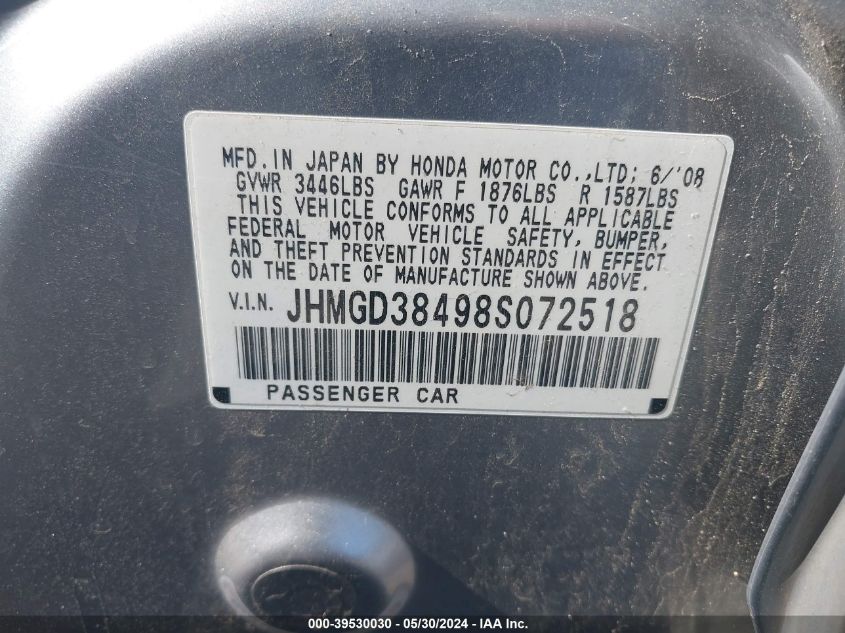 MFD. IN JAPAN BY HONDA MOTOR CO.,LTD; 6/'08
GVWR 3446LBS GAWR F 1876LBS R 1587LBS
THIS VEHICLE CONFORMS TO ALL APPLICABLE
FEDERAL MOTOR VEHICLE SAFETY, BUMPER,
AND THEFT PREVENTION STANDARDS IN EFFECT
ON THE DATE OF MANUFACTURE SHOWN ABOVE.
V.I.N. JHMGD38498S072518
PASSENGER CAR
000-39530030 - 05/30/2024 - IAA Inc.